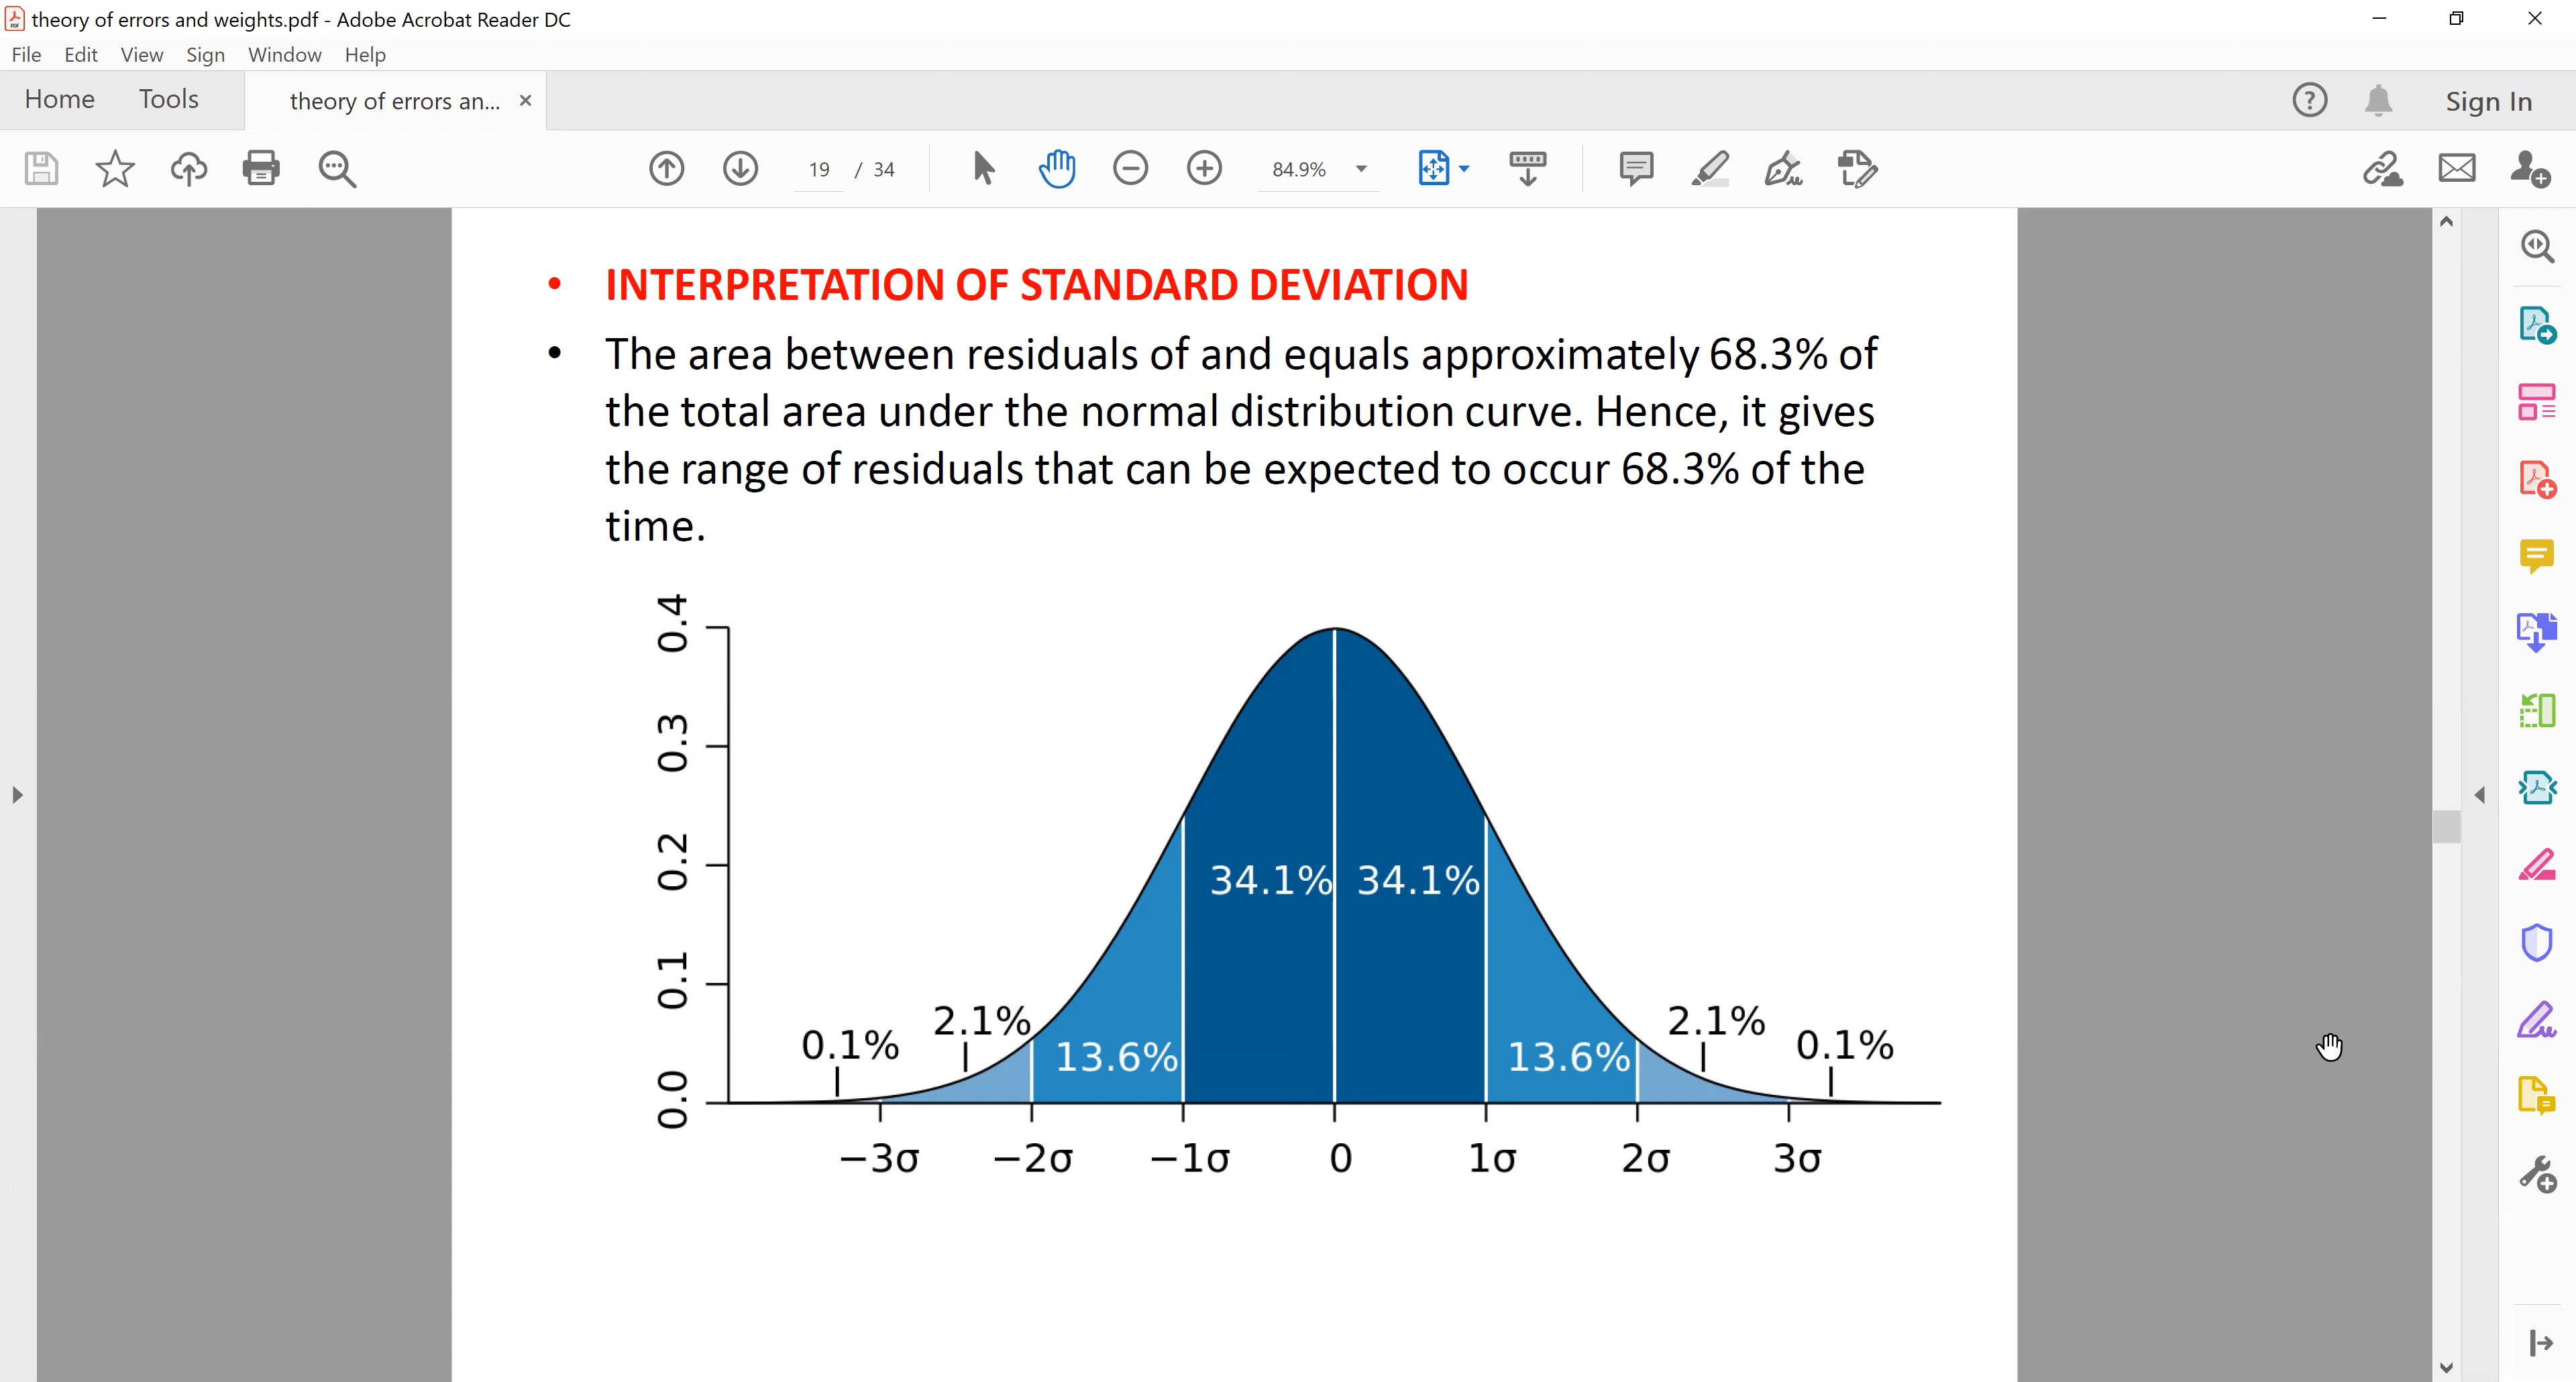 theory of errors and weights.pdf - Adobe Acrobat Reader DC
File Edit View Sign Window Help
Home Tools theory of errors an... Sign In
19 / 34 84.9%
• INTERPRETATION OF STANDARD DEVIATION
• The area between residuals of and equals approximately 68.3% of
the total area under the normal distribution curve. Hence, it gives
the range of residuals that can be expected to occur 68.3% of the
time.
0.4
0.3
0.2
0.1
0.0
34.1% 34.1%
0.1% 2.1% 13.6% 13.6% 2.1% 0.1%
−3σ −2σ −1σ 0 1σ 2σ 3σ